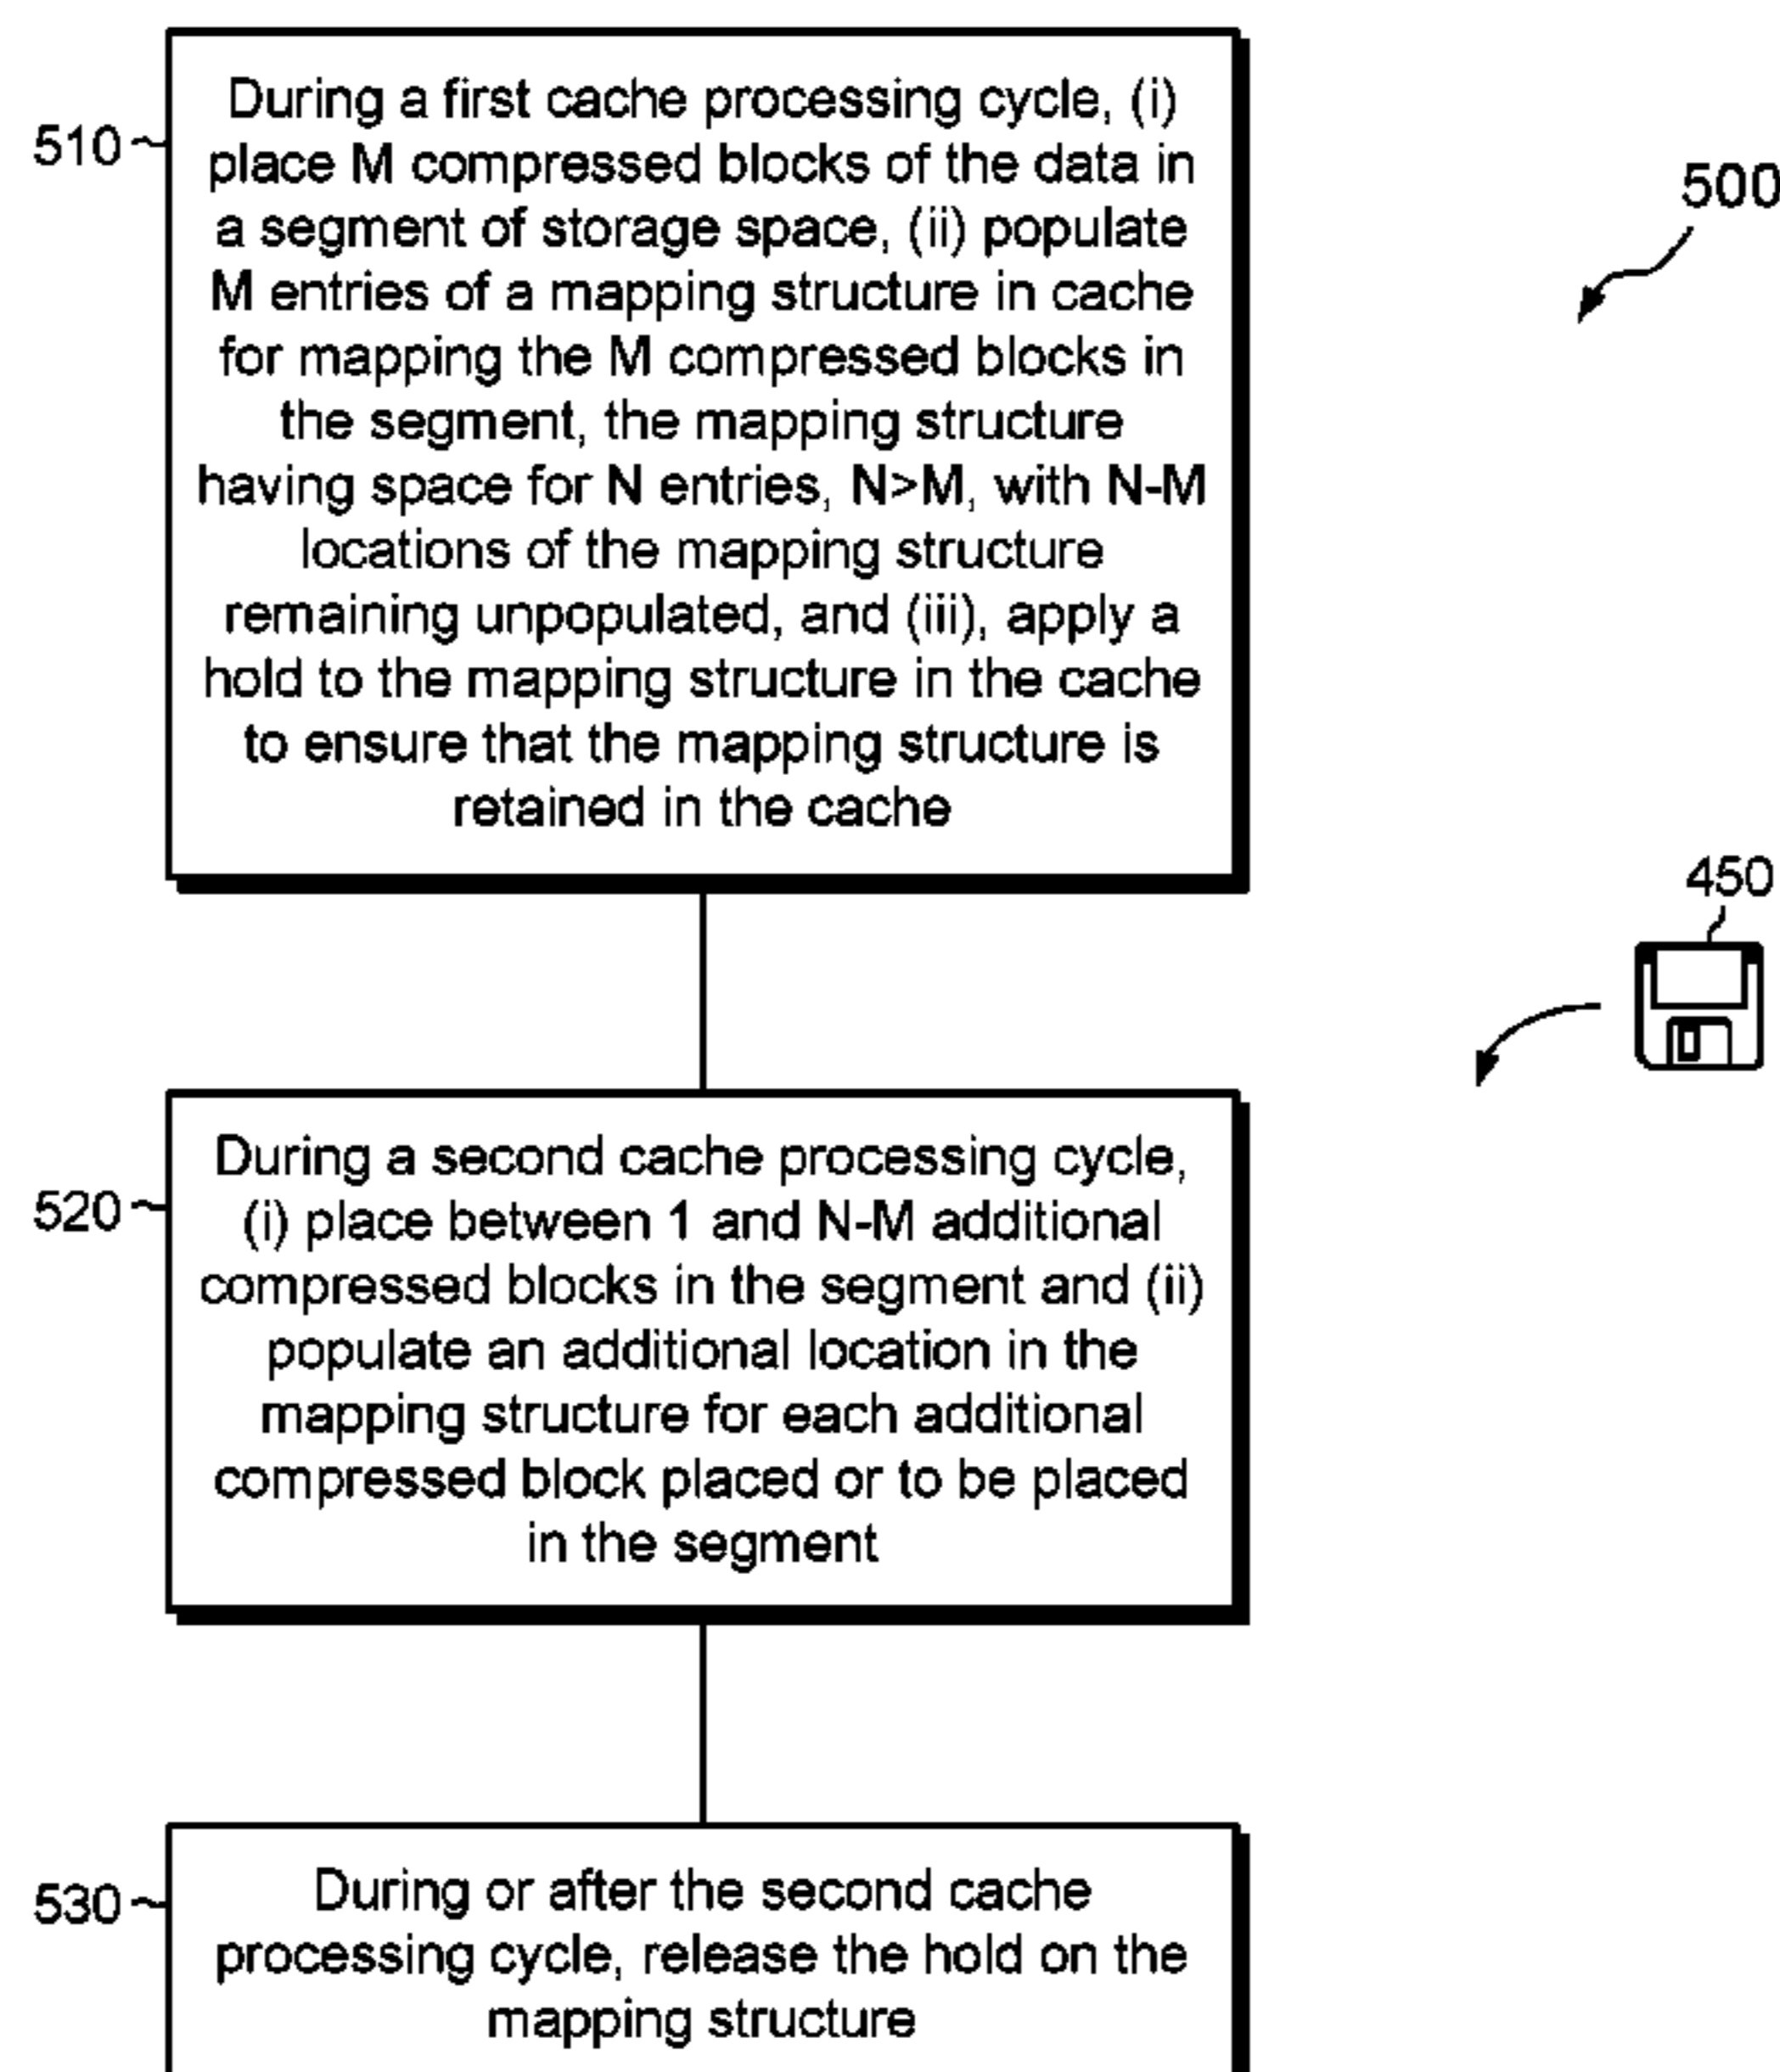 510
During a first cache processing cycle, (i)
place M compressed blocks of the data in
a segment of storage space, (ii) populate
M entries of a mapping structure in cache
for mapping the M compressed blocks in
the segment, the mapping structure
having space for N entries, N>M, with N-M
locations of the mapping structure
remaining unpopulated, and (iii), apply a
hold to the mapping structure in the cache
to ensure that the mapping structure is
retained in the cache
500
450
520
During a second cache processing cycle,
(i) place between 1 and N-M additional
compressed blocks in the segment and (ii)
populate an additional location in the
mapping structure for each additional
compressed block placed or to be placed
in the segment
530
During or after the second cache
processing cycle, release the hold on the
mapping structure